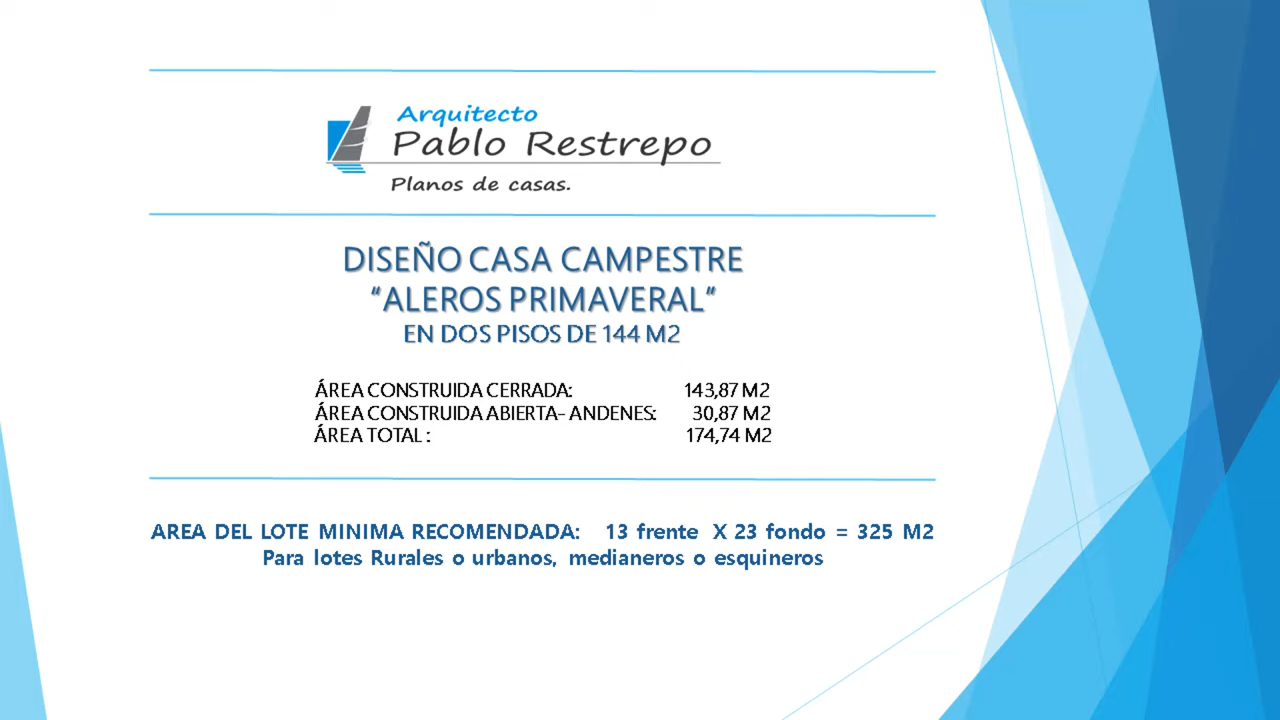 Arquitecto
Pablo Restrepo
Planos de casas.
DISEÑO CASA CAMPESTRE
“ALEROS PRIMAVERAL”
EN DOS PISOS DE 144 M2
ÁREA CONSTRUIDA CERRADA: 143,87 M2
ÁREA CONSTRUIDA ABIERTA- ANDENES: 30,87 M2
ÁREA TOTAL : 174,74 M2
AREA DEL LOTE MINIMA RECOMENDADA: 13 frente X 23 fondo = 325 M2
Para lotes Rurales o urbanos, medianeros o esquineros